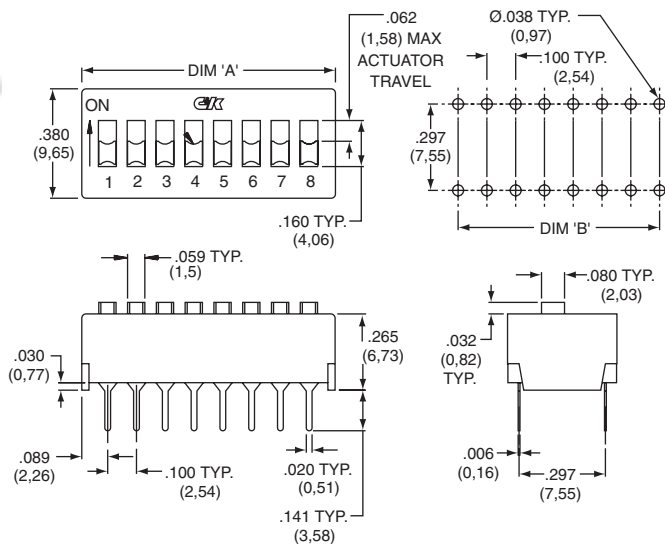 DIM 'A'
ON
C&K
1 2 3 4 5 6 7 8
.380
(9,65)
.062
(1,58) MAX
ACTUATOR
TRAVEL
.160 TYP.
(4,06)
Ø.038 TYP.
(0,97)
.100 TYP.
(2,54)
.297
(7,55)
DIM 'B'
.059 TYP.
(1,5)
.030
(0,77)
.089
(2,26)
.100 TYP.
(2,54)
.265
(6,73)
.020 TYP.
(0,51)
.141 TYP.
(3,58)
.080 TYP.
(2,03)
.032
(0,82)
TYP.
.006
(0,16)
.297
(7,55)